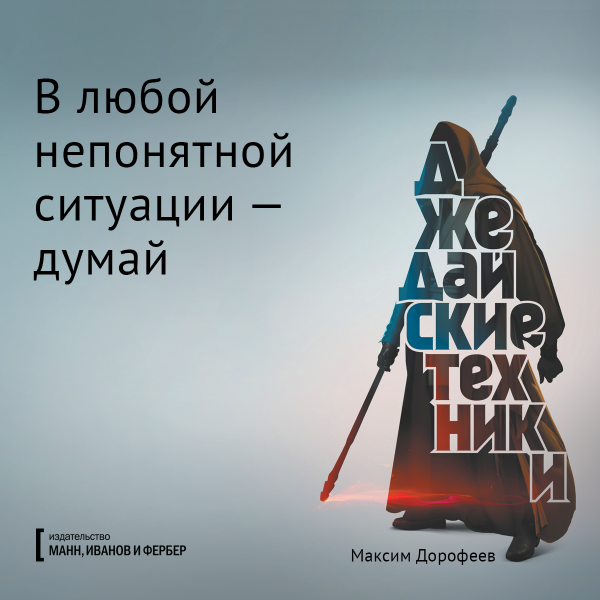 В любой
непонятной
ситуации —
думай
д
же
дай
ские
тех
ник
и
издательство
МАНН, ИВАНОВ И ФЕРБЕР
Максим Дорофеев